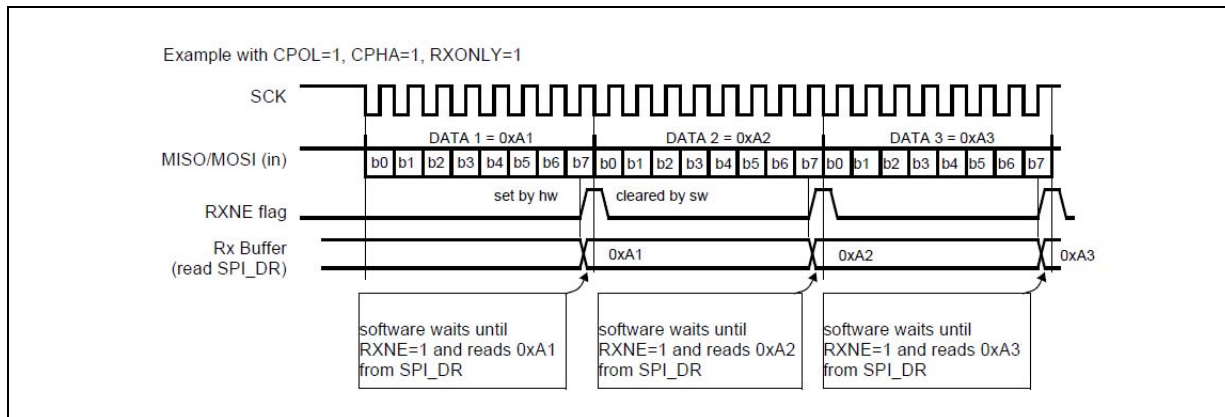 Example with CPOL=1, CPHA=1, RXONLY=1
SCK
DATA 1 = 0xA1 DATA 2 = 0xA2 DATA 3 = 0xA3
MISO/MOSI (in) b0 b1 b2 b3 b4 b5 b6 b7 b0 b1 b2 b3 b4 b5 b6 b7 b0 b1 b2 b3 b4 b5 b6 b7
set by hw cleared by sw
RXNE flag
Rx Buffer
(read SPI_DR)
0xA1 0xA2 0xA3
software waits until
RXNE=1 and reads 0xA1
from SPI_DR
software waits until
RXNE=1 and reads 0xA2
from SPI_DR
software waits until
RXNE=1 and reads 0xA3
from SPI_DR